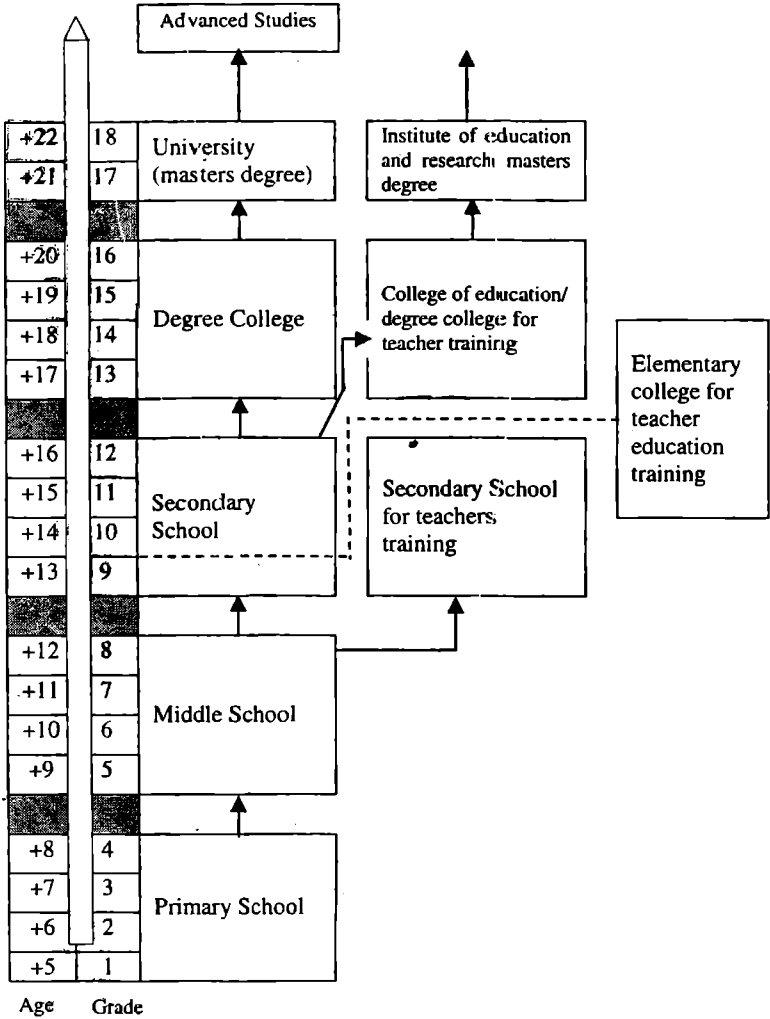 Advanced Studies
+22 18
+21 17
University
(masters degree)
Institute of education
and research masters
degree
+20 16
+19 15
+18 14
+17 13
Degree College
College of education/
degree college for
teacher training
Elementary
college for
teacher
education
training
+16 12
+15 11
+14 10
+13 9
Secondary
School
Secondary School
for teachers
training
+12 8
+11 7
+10 6
+9 5
Middle School
+8 4
+7 3
+6 2
+5 1
Primary School
Age Grade